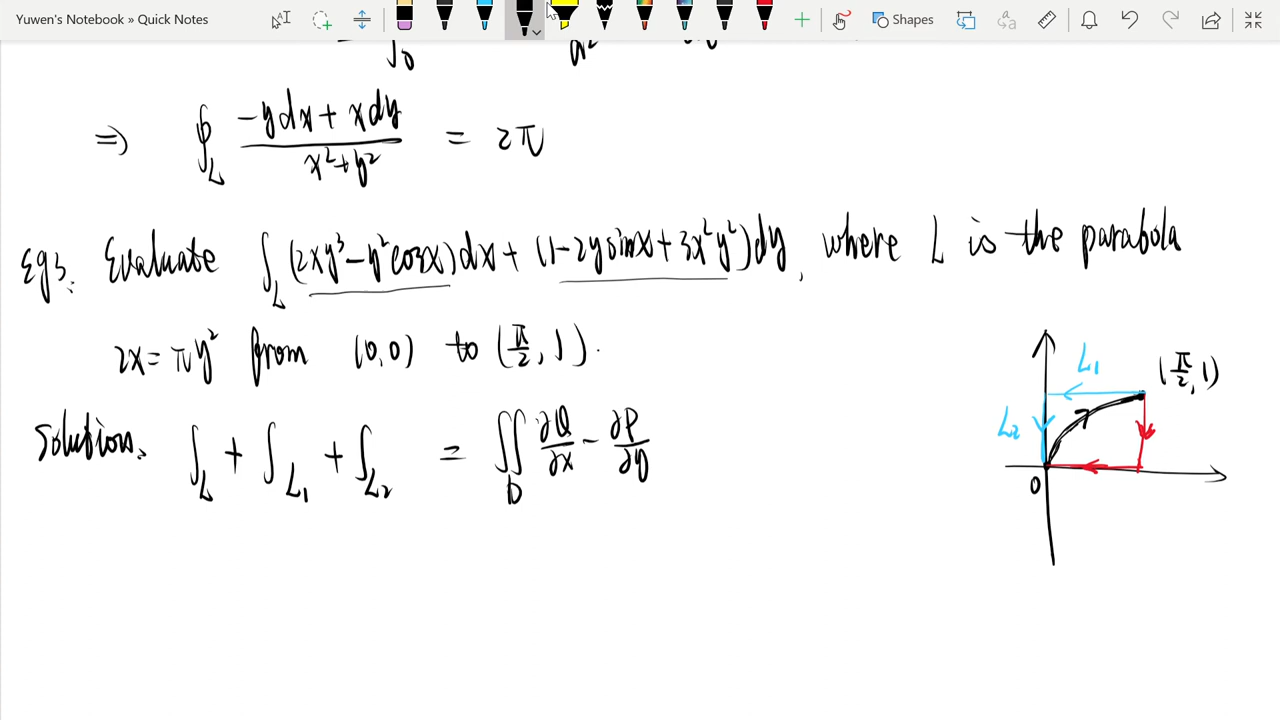 Yuwen's Notebook » Quick Notes
Shapes
⇒ ∮_L (-ydx + xdy)/(x²+y²) = 2π
Eg3. Evaluate ∫_L (2xy³ - y²cosx)dx + (1-2ysinx + 3x²y²)dy, where L is the parabola
2x = πy² from (0,0) to (π/2, 1).
Solution. ∫_L + ∫_L₁ + ∫_L₂ = ∬_D ∂Q/∂x - ∂P/∂y
L₁
(π/2, 1)
L₂
0